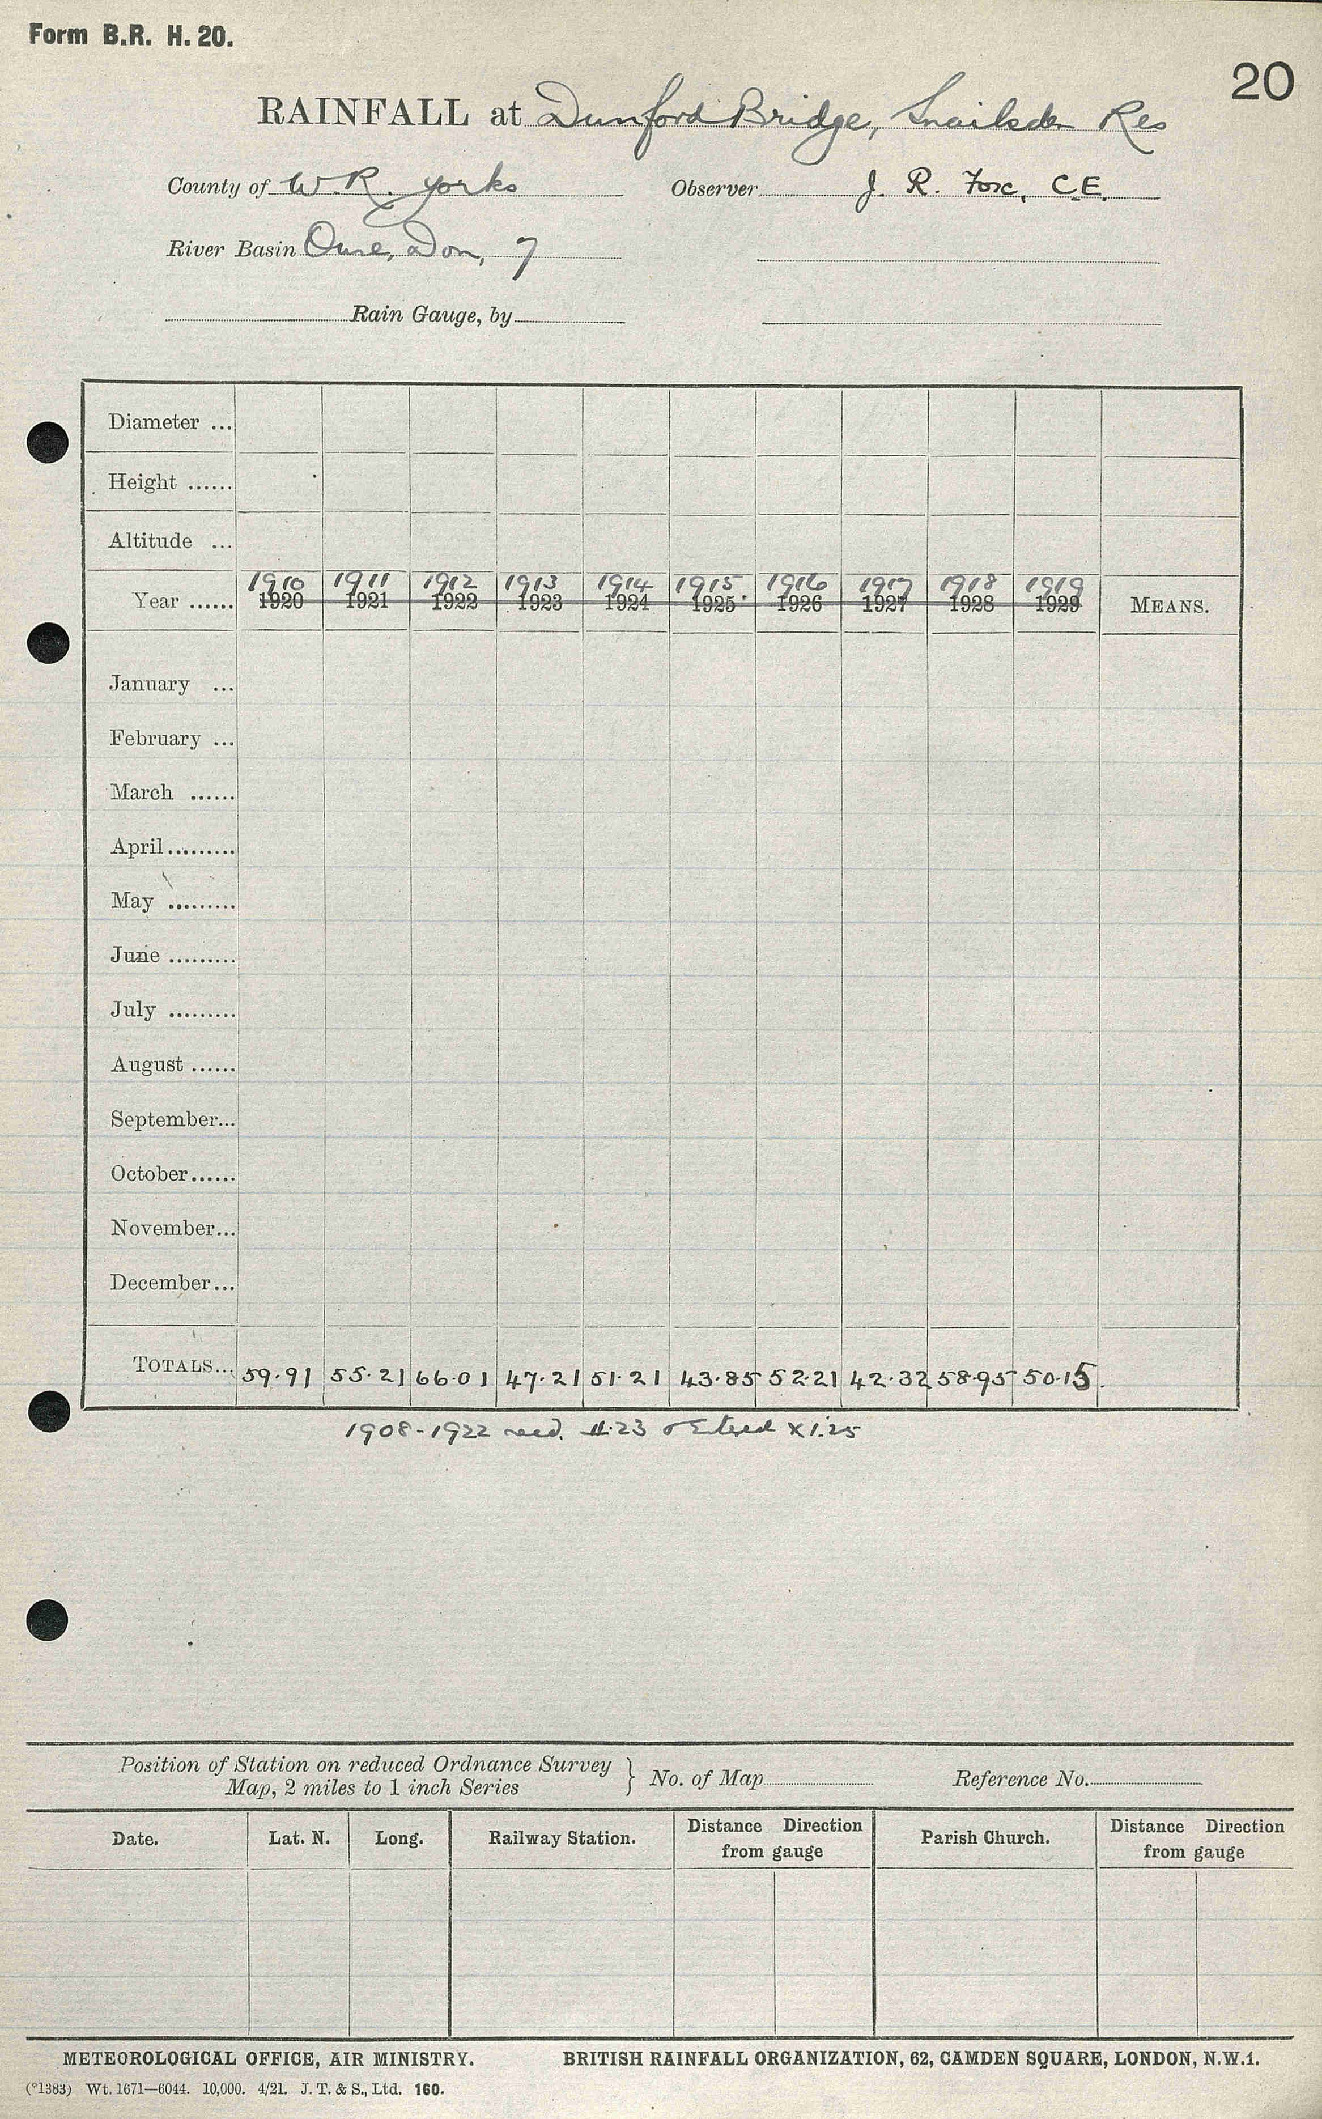 Form B.R. H. 20.
20
RAINFALL at Dunford Bridge, Snailsden Res
County of W.R. Yorks Observer J. R. Fox, C.E.
River Basin Ouse, Don, 7
Rain Gauge, by
Diameter ...
Height ......
Altitude ...
1910 1911 1912 1913 1914 1915 1916 1917 1918 1919
Year ...... 1920 1921 1922 1923 1924 1925 1926 1927 1928 1929 MEANS.
January ...
February ...
March ......
April.........
May .........
June .........
July .........
August ......
September...
October......
November...
December...
TOTALS... 59.91 55.21 66.01 47.21 51.21 43.85 52.21 42.32 58.95 50.15
1908-1922 recd. 23 x 1.25
Position of Station on reduced Ordnance Survey
Map, 2 miles to 1 inch Series } No. of Map Reference No.
Date. Lat. N. Long. Railway Station. Distance Direction from gauge Parish Church. Distance Direction from gauge
METEOROLOGICAL OFFICE, AIR MINISTRY. BRITISH RAINFALL ORGANIZATION, 62, CAMDEN SQUARE, LONDON, N.W.1.
(*1383) Wt. 1671—6044. 10,000. 4/21. J. T. & S., Ltd. 160.